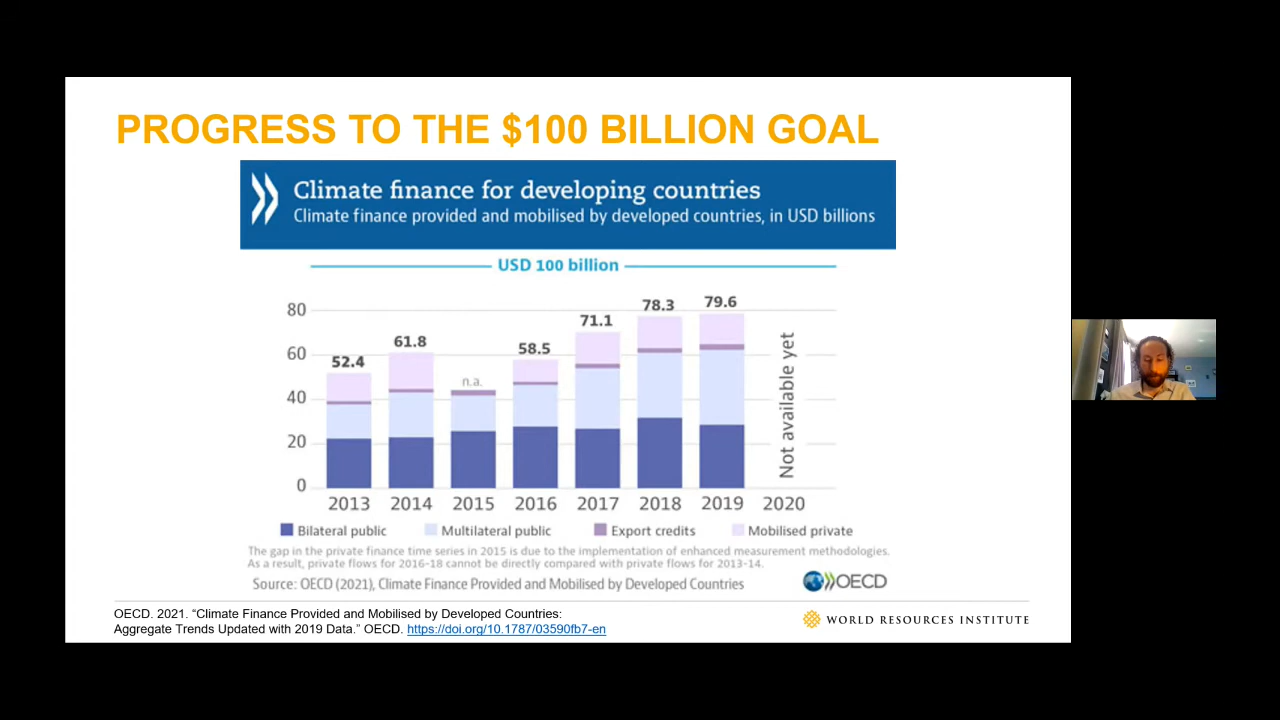 PROGRESS TO THE $100 BILLION GOAL
Climate finance for developing countries
Climate finance provided and mobilised by developed countries, in USD billions
USD 100 billion
80
60
40
20
0
52.4
61.8
n.a.
58.5
71.1
78.3
79.6
Not available yet
2013 2014 2015 2016 2017 2018 2019 2020
Bilateral public Multilateral public Export credits Mobilised private
The gap in the private finance time series in 2015 is due to the implementation of enhanced measurement methodologies.
As a result, private flows for 2016-18 cannot be directly compared with private flows for 2013-14.
Source: OECD (2021), Climate Finance Provided and Mobilised by Developed Countries
OECD
OECD. 2021. “Climate Finance Provided and Mobilised by Developed Countries:
Aggregate Trends Updated with 2019 Data.” OECD. https://doi.org/10.1787/03590fb7-en
WORLD RESOURCES INSTITUTE